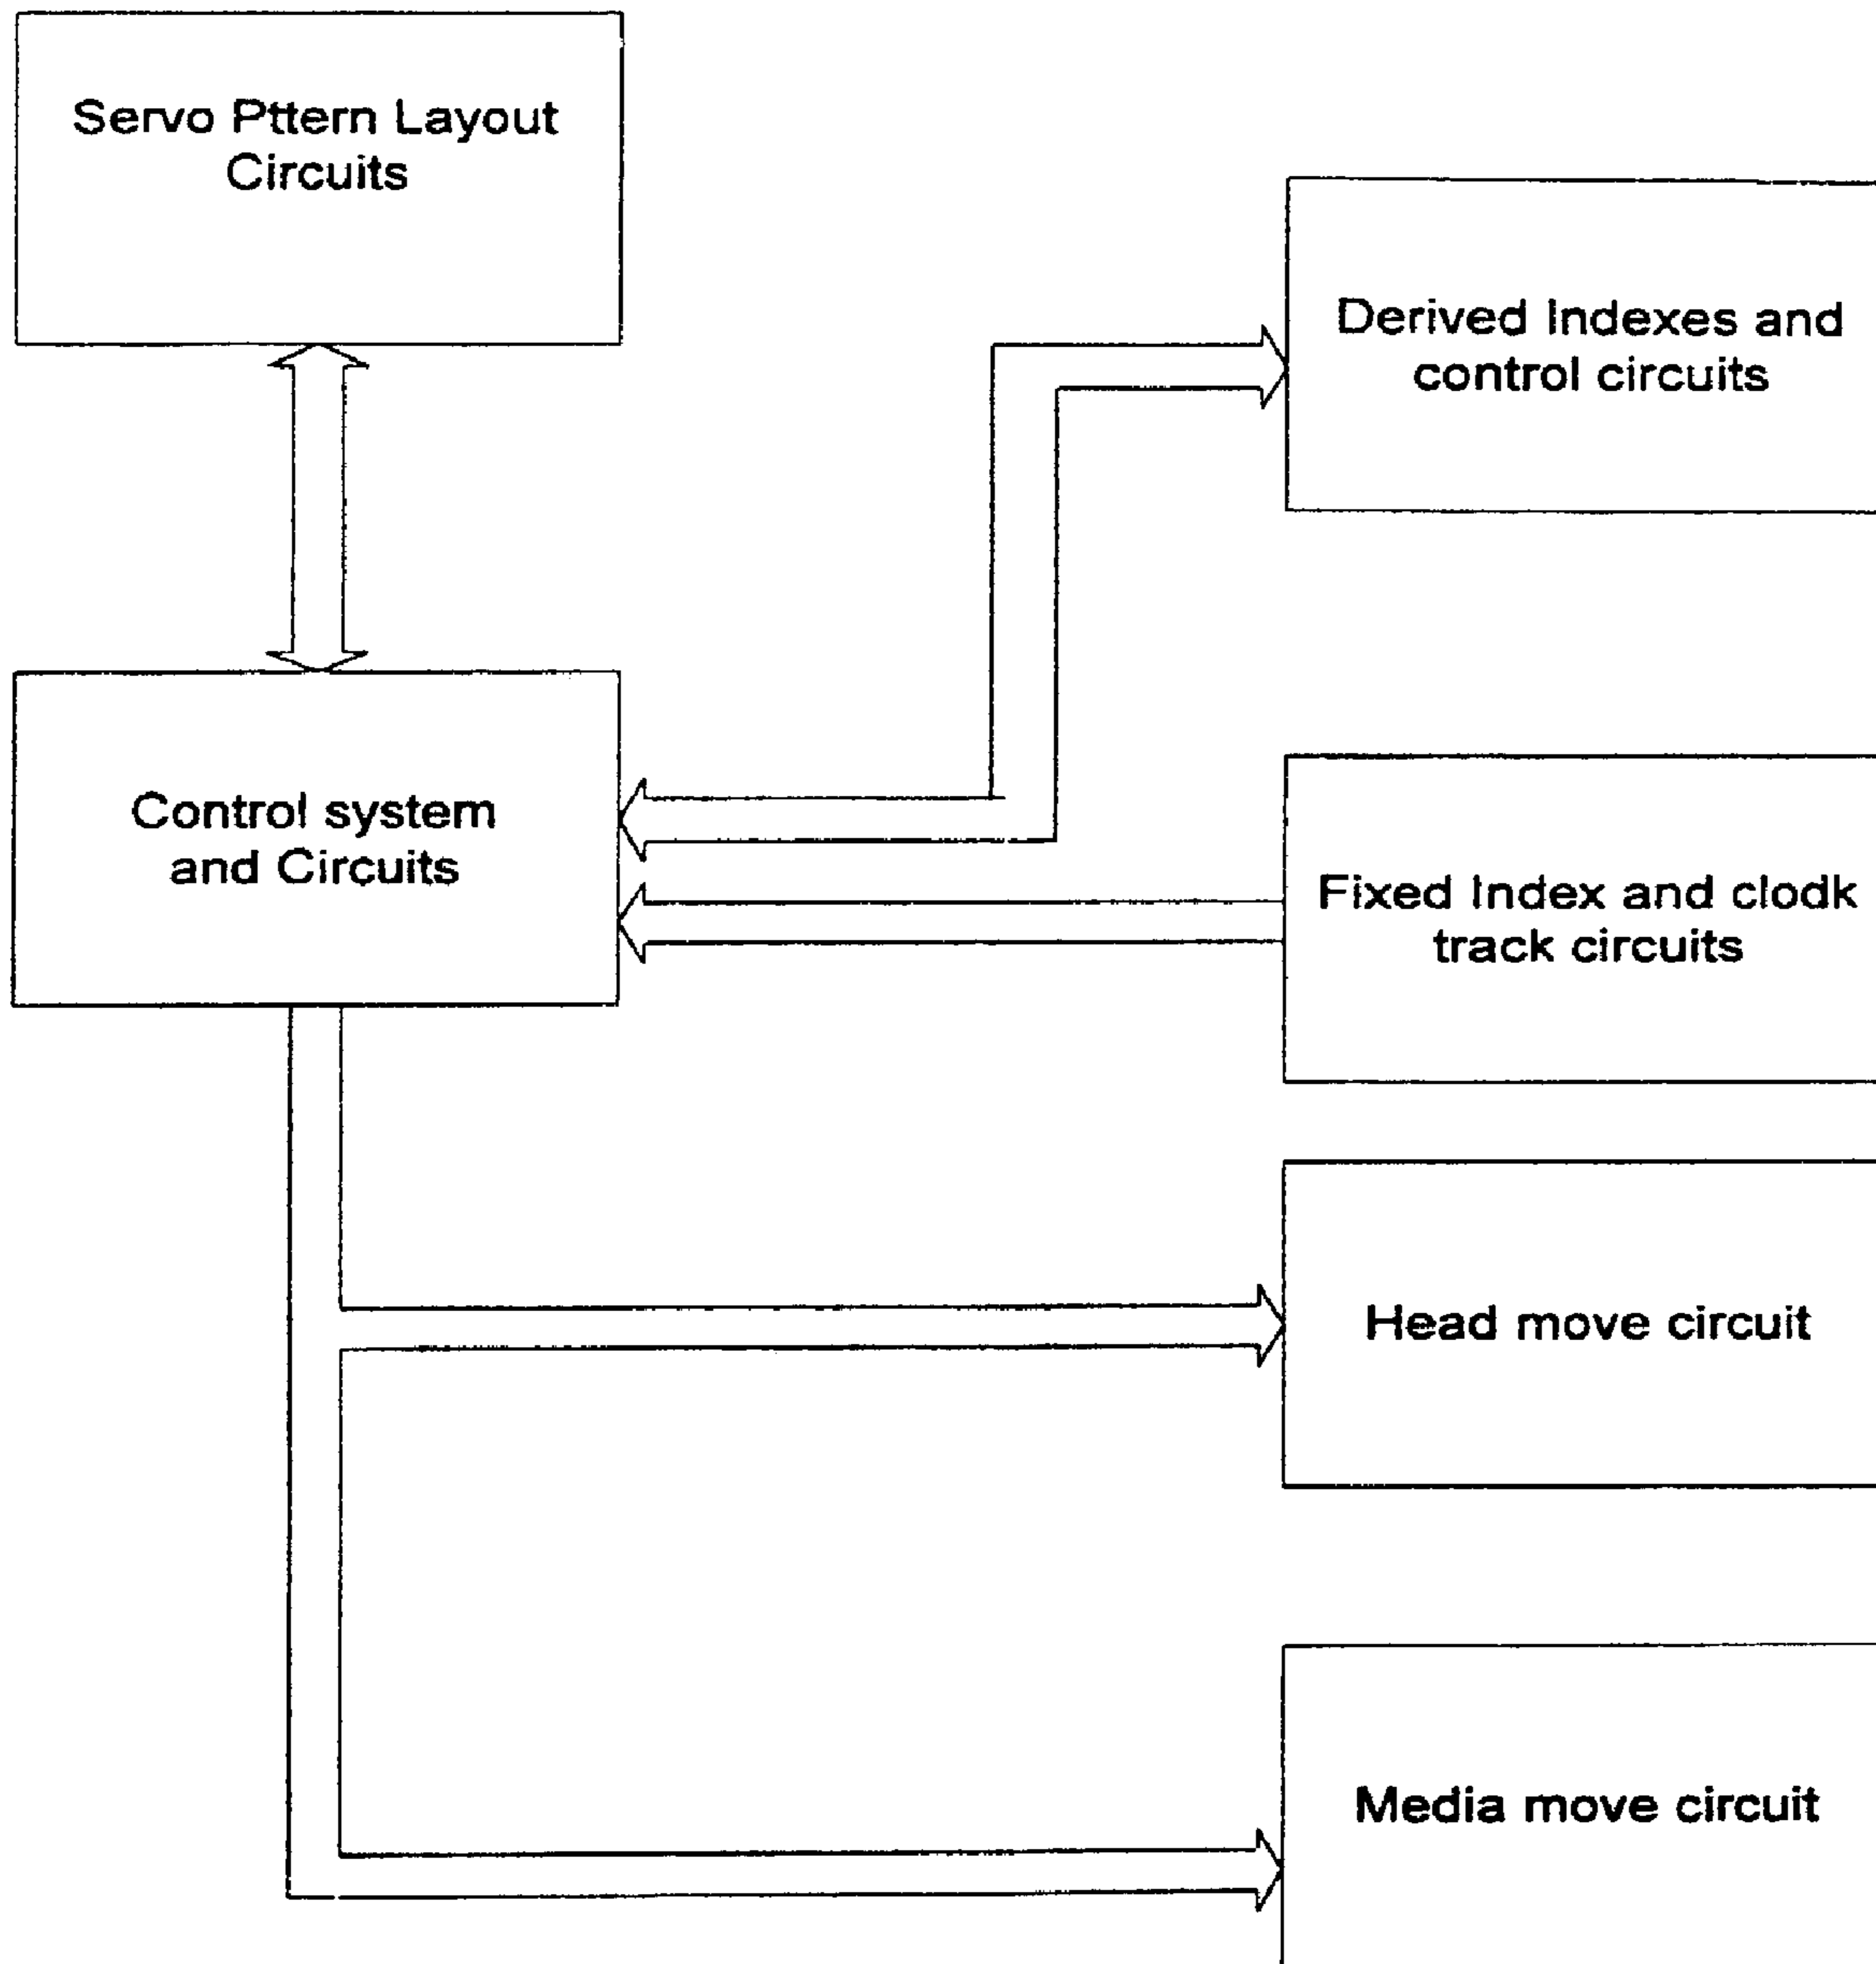 Servo Pttern Layout
Circuits
Derived Indexes and
control circuits
Control system
and Circuits
Fixed Index and clodk
track circuits
Head move circuit
Media move circuit